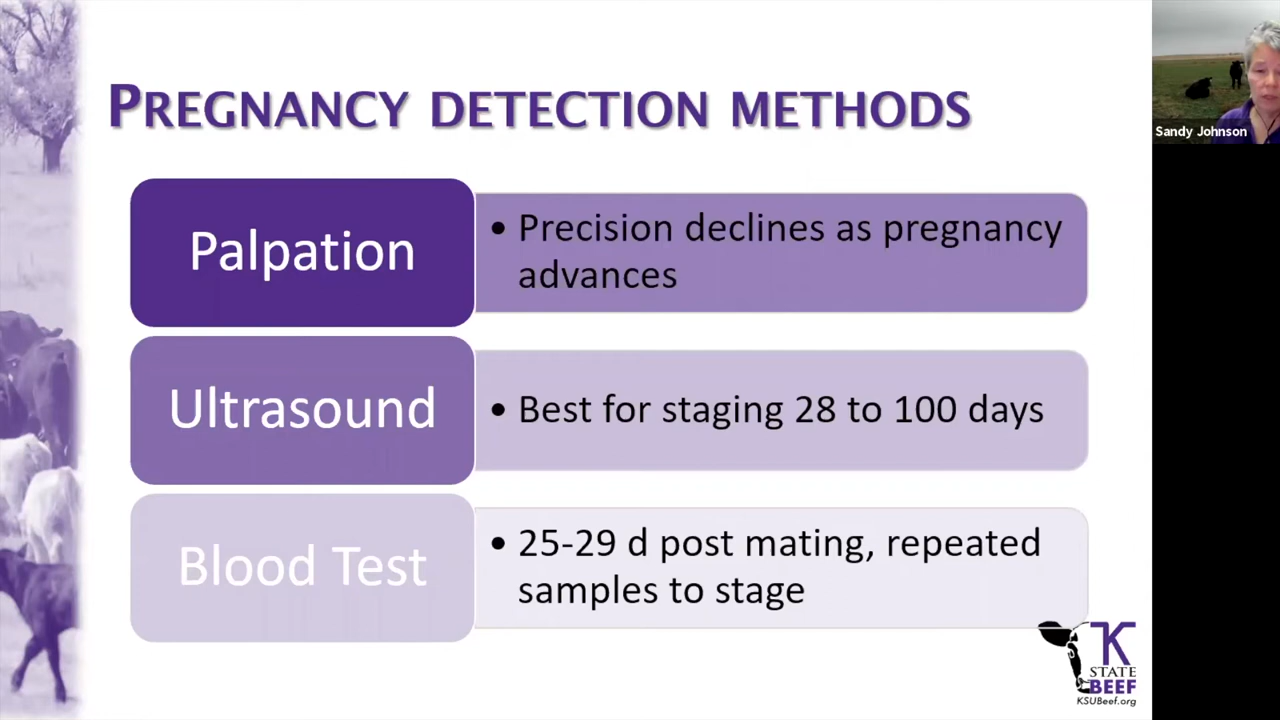 PREGNANCY DETECTION METHODS
Sandy Johnson
Palpation
• Precision declines as pregnancy
advances
Ultrasound
• Best for staging 28 to 100 days
Blood Test
• 25-29 d post mating, repeated
samples to stage
K
STATE
BEEF
KSUBeef.org